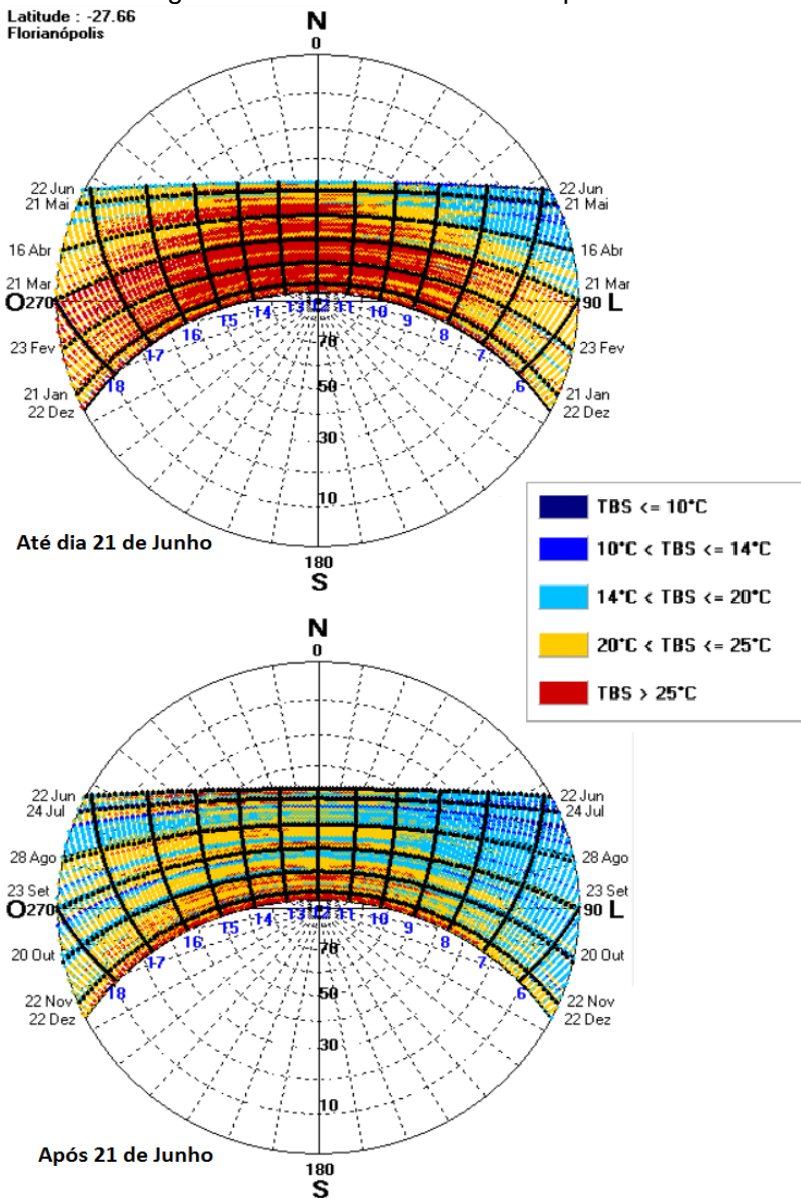 Latitude : -27.66
Florianópolis
N
0
22 Jun
21 Mai
16 Abr
21 Mar
O 270
23 Fev
21 Jan
22 Dez
22 Jun
21 Mai
16 Abr
21 Mar
90 L
23 Fev
21 Jan
22 Dez
18 17 16 15 14 13 12 11 10 9 8 7 6
70
50
30
10
180
S
Até dia 21 de Junho
TBS <= 10°C
10°C < TBS <= 14°C
14°C < TBS <= 20°C
20°C < TBS <= 25°C
TBS > 25°C
N
0
22 Jun
24 Jul
28 Ago
23 Set
O 270
20 Out
22 Nov
22 Dez
22 Jun
24 Jul
28 Ago
23 Set
90 L
20 Out
22 Nov
22 Dez
18 17 16 15 14 13 12 11 10 9 8 7 6
70
50
30
10
180
S
Após 21 de Junho